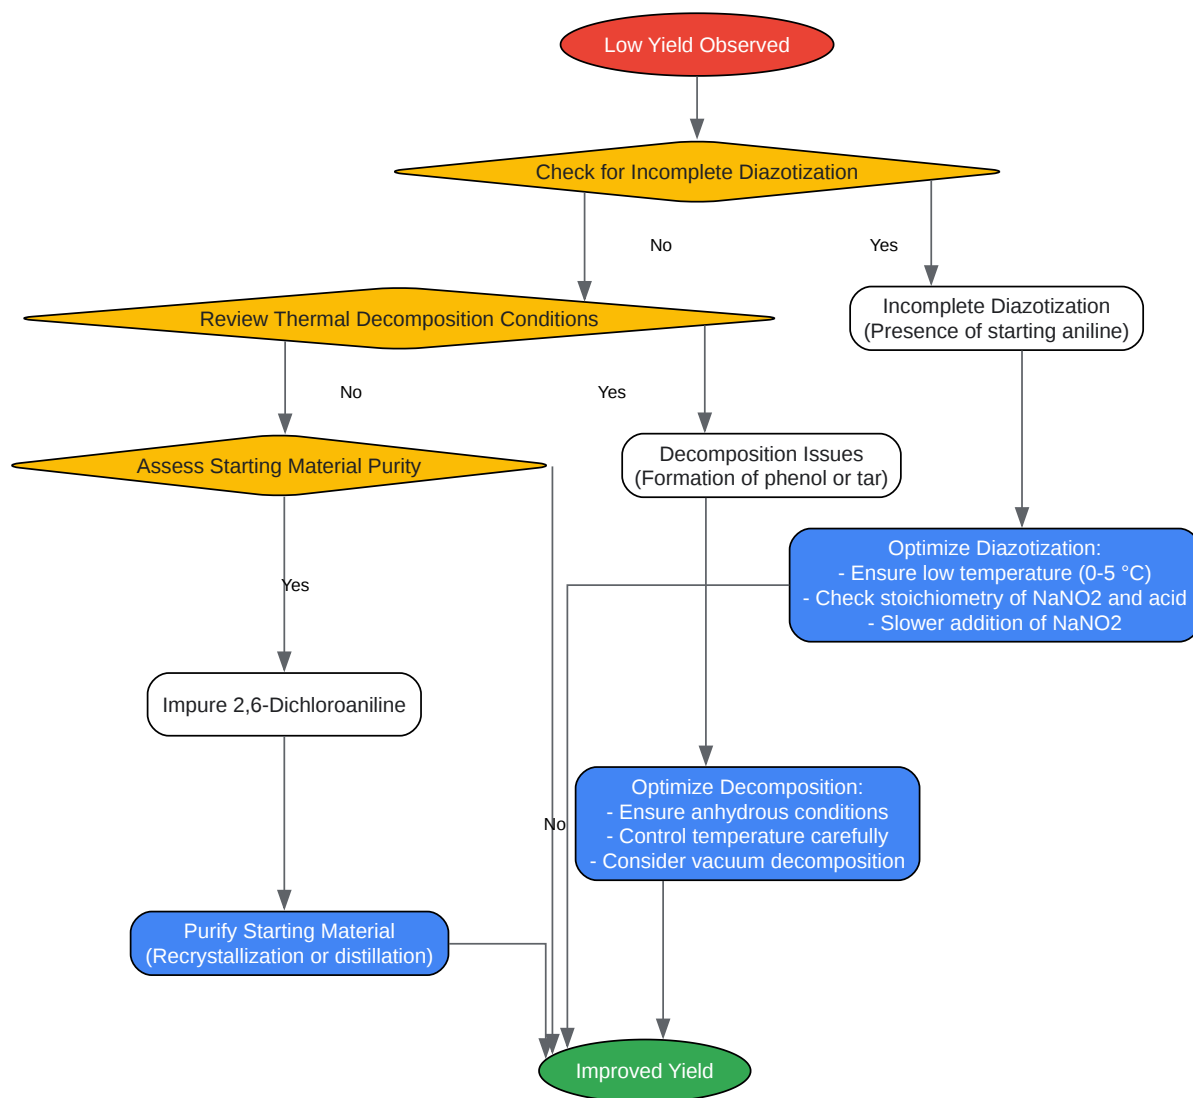 Low Yield Observed
Check for Incomplete Diazotization
No
Yes
Incomplete Diazotization
(Presence of starting aniline)
Review Thermal Decomposition Conditions
No
Yes
Decomposition Issues
(Formation of phenol or tar)
Assess Starting Material Purity
Optimize Diazotization:
- Ensure low temperature (0-5 °C)
- Check stoichiometry of NaNO2 and acid
- Slower addition of NaNO2
Yes
Impure 2,6-Dichloroaniline
Optimize Decomposition:
- Ensure anhydrous conditions
- Control temperature carefully
- Consider vacuum decomposition
No
Purify Starting Material
(Recrystallization or distillation)
Improved Yield